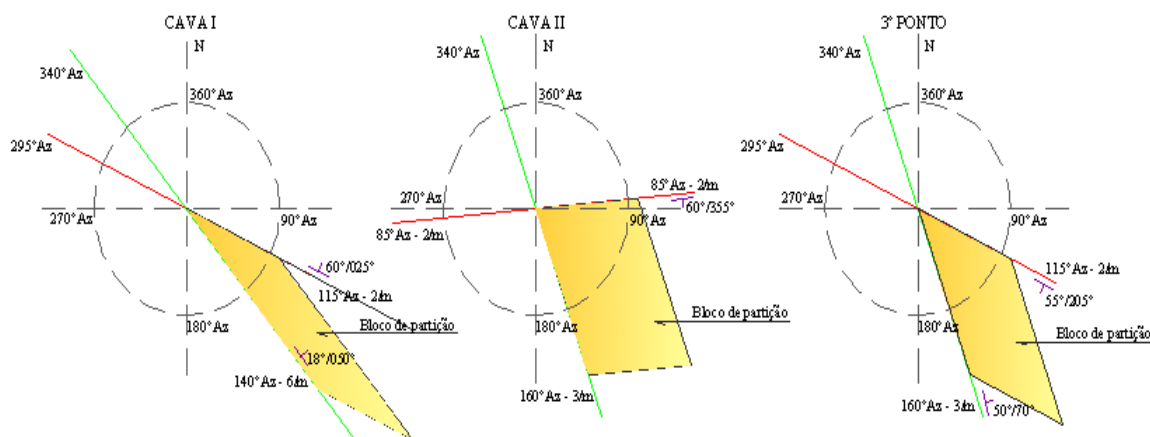 CAVA I
N
340°Az
360°Az
295°Az
270°Az
90°Az
60°/025°
115°Az - 2/m
180°Az
Bloco de partição
18°/050°
140°Az - 6/m
CAVA II
N
340°Az
360°Az
270°Az
85°Az - 2/m
60°/355°
90°Az
85°Az - 2/m
180°Az
Bloco de partição
160°Az - 3/m
3º PONTO
N
340°Az
360°Az
295°Az
270°Az
90°Az
115°Az - 2/m
55°/205°
180°Az
Bloco de partição
160°Az - 3/m
50°/70°